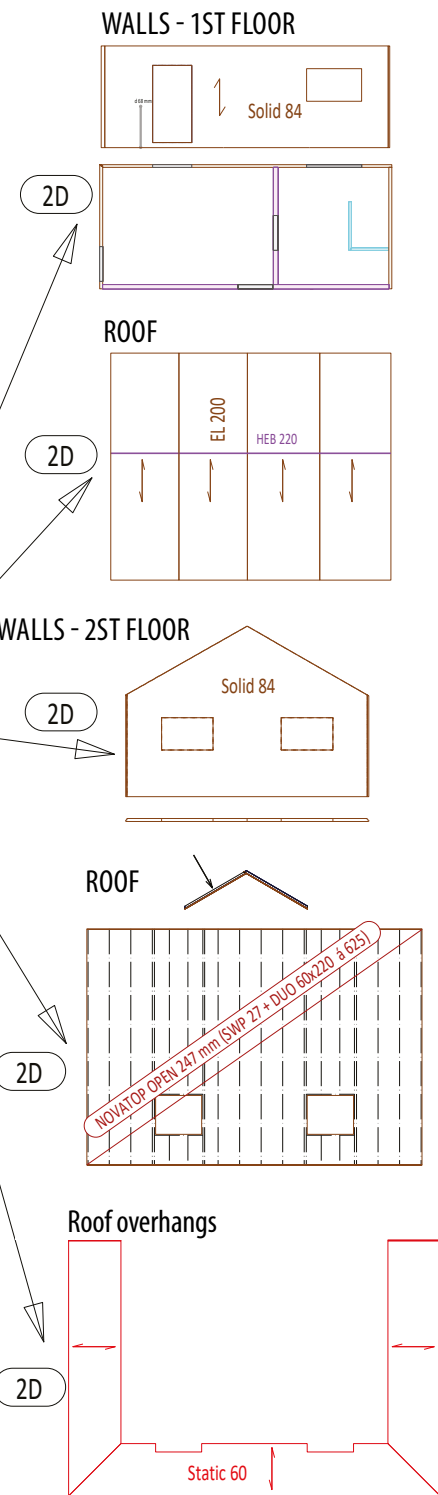 WALLS - 1ST FLOOR
Solid 84
2D
ROOF
EL 200
HEB 220
2D
WALLS - 2ST FLOOR
Solid 84
2D
ROOF
NOVATOP OPEN 247 mm (SWP 27 + DUO 60x220 á 625)
2D
Roof overhangs
2D
Static 60